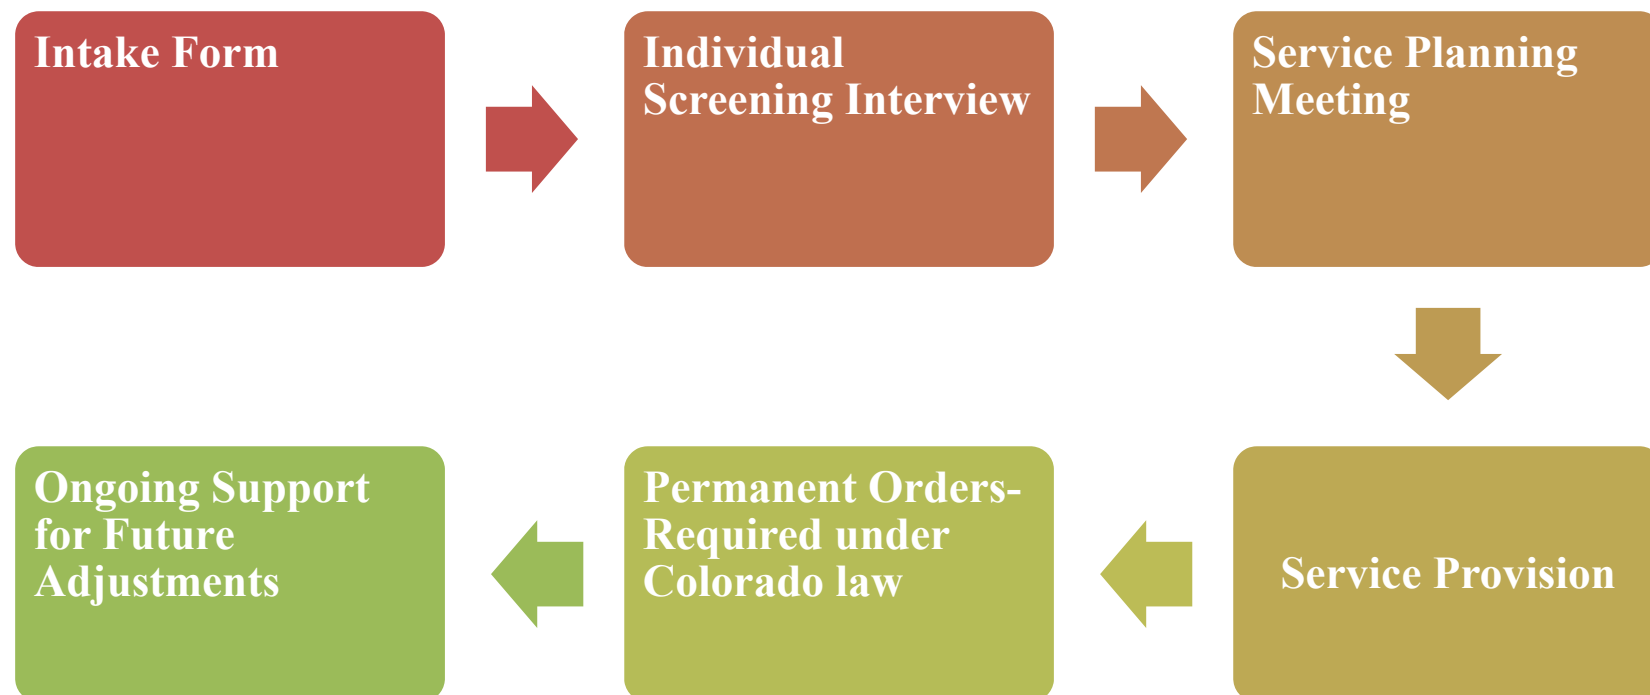 Intake Form
Individual
Screening Interview
Service Planning
Meeting
Ongoing Support
for Future
Adjustments
Permanent Orders-
Required under
Colorado law
Service Provision